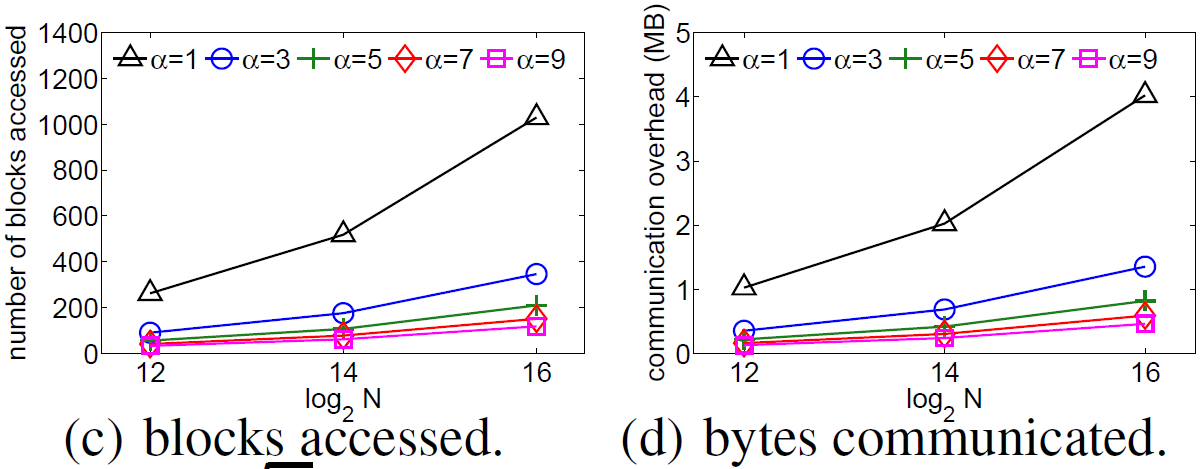 number of blocks accessed
1400
1200
1000
800
600
400
200
0
α=1 α=3 α=5 α=7 α=9
12 14 16
log2 N
(c) blocks accessed.
communication overhead (MB)
5
4
3
2
1
0
α=1 α=3 α=5 α=7 α=9
12 14 16
log2 N
(d) bytes communicated.